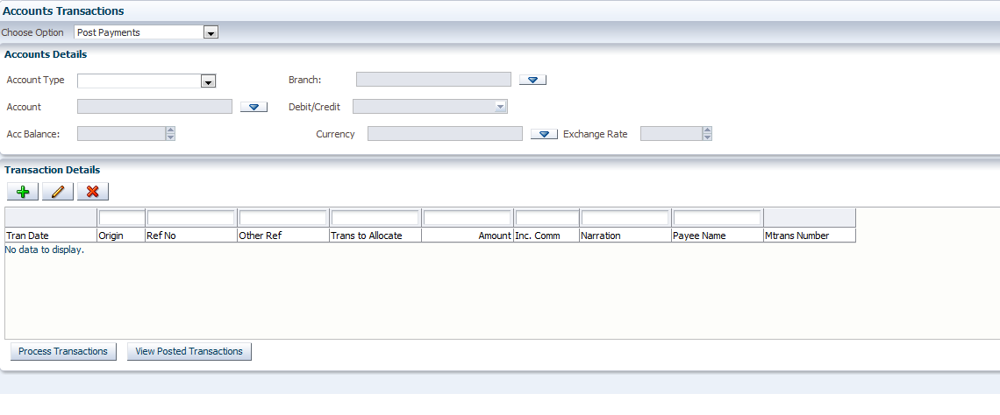 Accounts Transactions
Choose Option Post Payments
Accounts Details
Account Type Branch:
Account Debit/Credit
Acc Balance: Currency Exchange Rate
Transaction Details
Tran Date Origin Ref No Other Ref Trans to Allocate Amount Inc. Comm Narration Payee Name Mtrans Number
No data to display.
Process Transactions View Posted Transactions